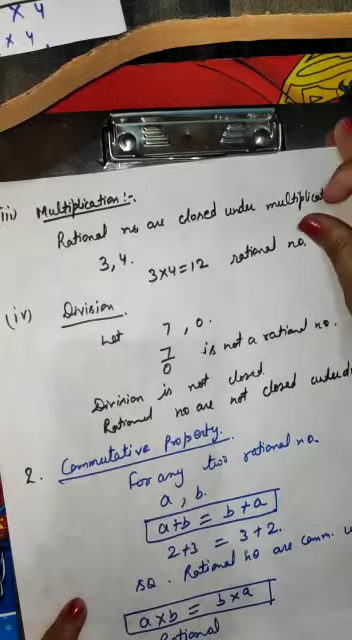 × 4
× 4.
iii) Multiplication :-
Rational no are closed under multiplicat
3, 4.
3×4=12 rational no.
(iv) Division.
Let 7, 0.
7/0 is not a rational no.
Division is not closed.
Rational no are not closed under di
2. Commutative Property.
For any two rational no.
a, b.
a+b = b+a
2+3 = 3+2.
so. Rational no are comm. u
a×b = b×a
Rational